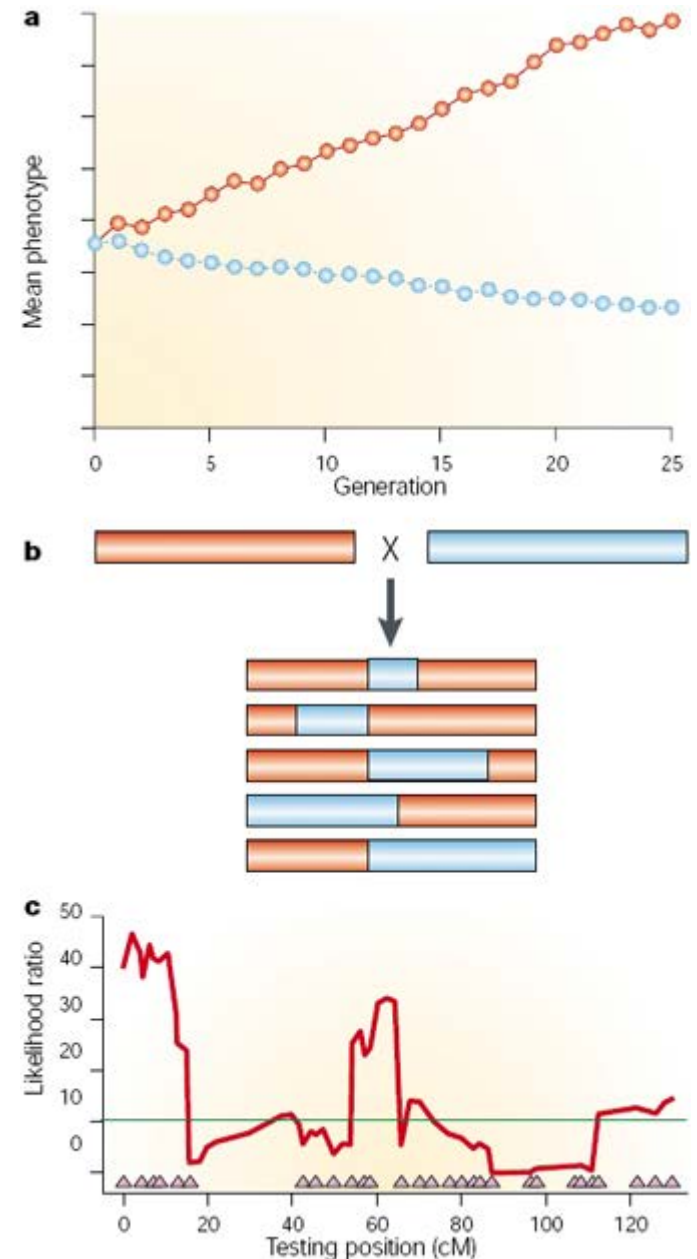 a
Mean phenotype
0 5 10 15 20 25
Generation
b
X
c
Likelihood ratio
50
40
30
20
10
0
0 20 40 60 80 100 120
Testing position (cM)